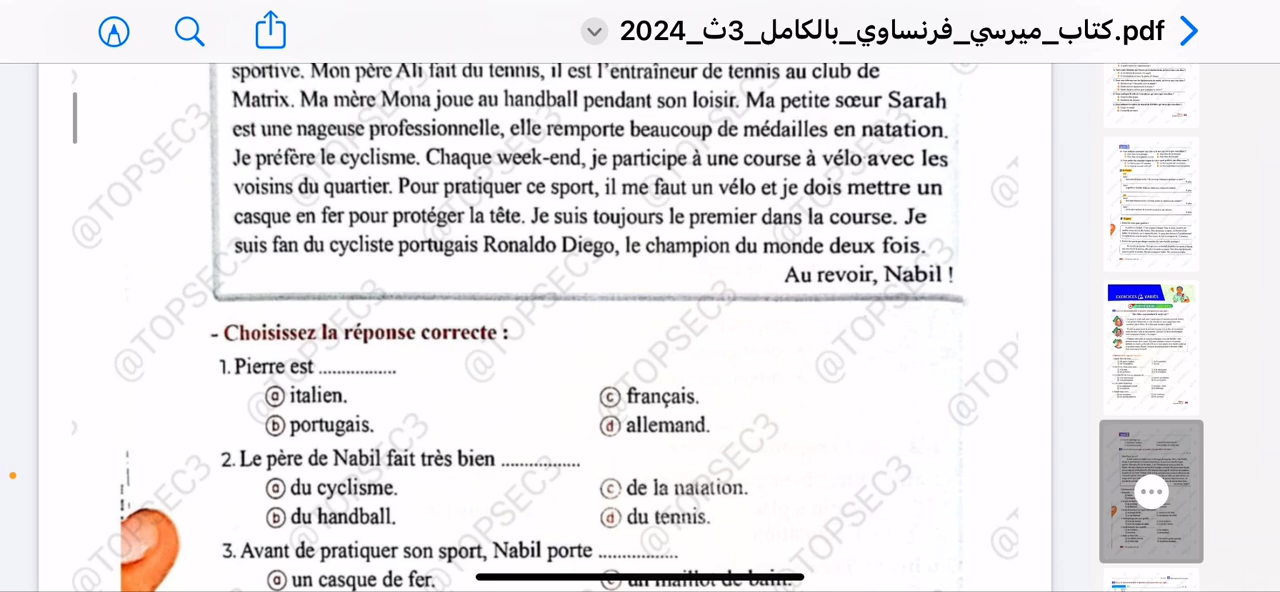 كتاب_ميرسي_فرنساوي_بالكامل_3ث_2024.pdf
sportive. Mon père Ali tennis, il est l'entraîneur de tennis au club de
Matrix. Ma mère Mona joue au handball pendant son loisir. Ma petite sœur Sarah
est une nageuse professionnelle, elle remporte beaucoup de médailles en natation.
Je préfère le cyclisme. Chaque week-end, je participe à une course à vélo avec les
voisins du quartier. Pour pratiquer ce sport, il me faut un vélo et je dois mettre un
casque en fer pour protéger la tête. Je suis toujours le premier dans la course. Je
suis fan du cycliste portugais Ronaldo Diego, le champion du monde deux fois.
Au revoir, Nabil !
- Choisissez la réponse correcte :
1. Pierre est ................
ⓐ italien. ⓒ français.
ⓑ portugais. ⓓ allemand.
2. Le père de Nabil fait très bien ................
ⓐ du cyclisme. ⓒ de la natation.
ⓑ du handball. ⓓ du tennis.
3. Avant de pratiquer son sport, Nabil porte ................
ⓐ un casque de fer. ⓒ un maillot de bain.
@TOPSEC3
EXERCICES VARIÉS